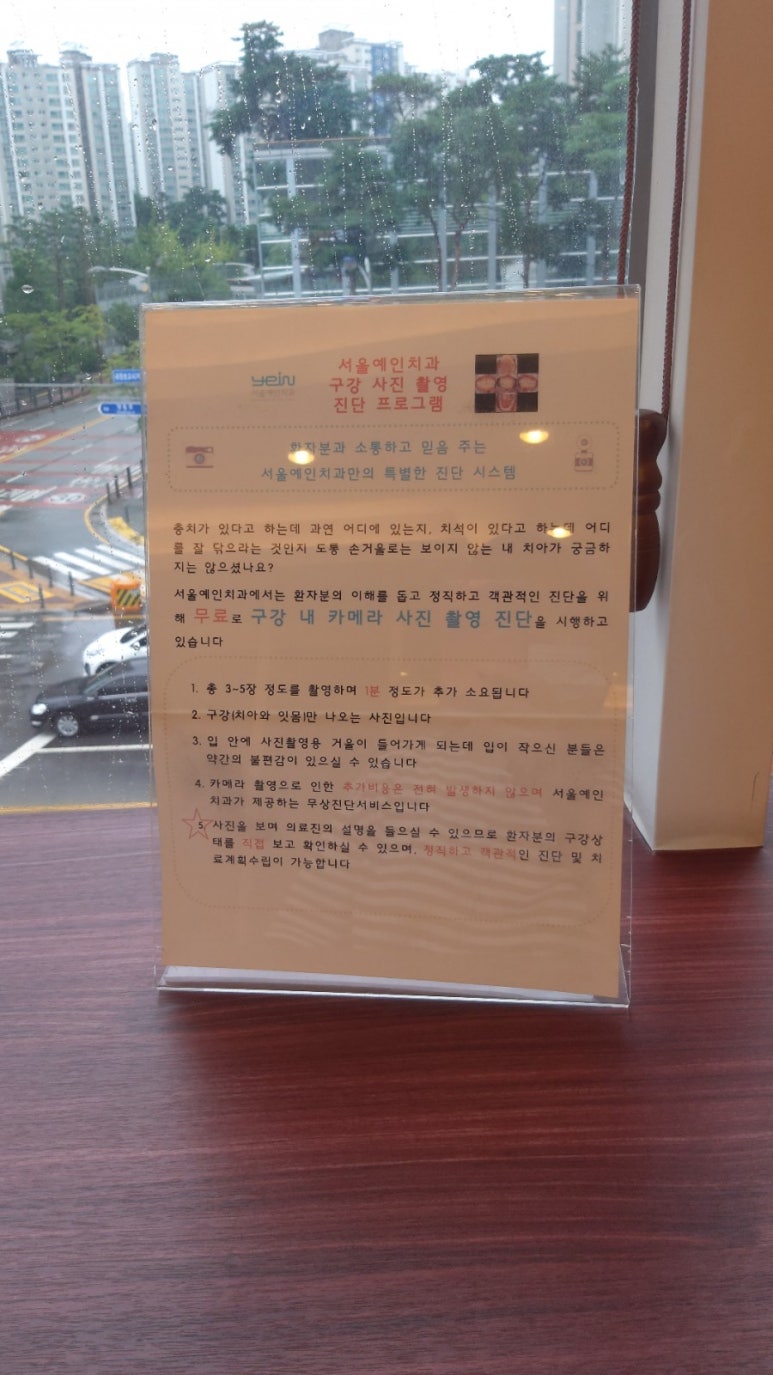 yein
서울예인치과
서울예인치과
구강 사진 촬영
진단 프로그램
환자분과 소통하고 믿음 주는
서울예인치과만의 특별한 진단 시스템
충치가 있다고 하는데 과연 어디에 있는지, 치석이 있다고 하는데 어디
를 잘 닦으라는 것인지 도통 손거울로는 보이지 않는 내 치아가 궁금하
지는 않으셨나요?
서울예인치과에서는 환자분의 이해를 돕고 정직하고 객관적인 진단을 위
해 무료로 구강 내 카메라 사진 촬영 진단을 시행하고
있습니다
1. 총 3~5장 정도를 촬영하며 1분 정도가 추가 소요됩니다
2. 구강(치아와 잇몸)만 나오는 사진입니다
3. 입 안에 사진촬영용 거울이 들어가게 되는데 입이 작으신 분들은
약간의 불편감이 있으실 수 있습니다
4. 카메라 촬영으로 인한 추가비용은 전혀 발생하지 않으며 서울예인
치과가 제공하는 무상진단서비스입니다
5. 사진을 보며 의료진의 설명을 들으실 수 있으므로 환자분의 구강상
태를 직접 보고 확인하실 수 있으며, 정직하고 객관적인 진단 및 치
료계획수립이 가능합니다